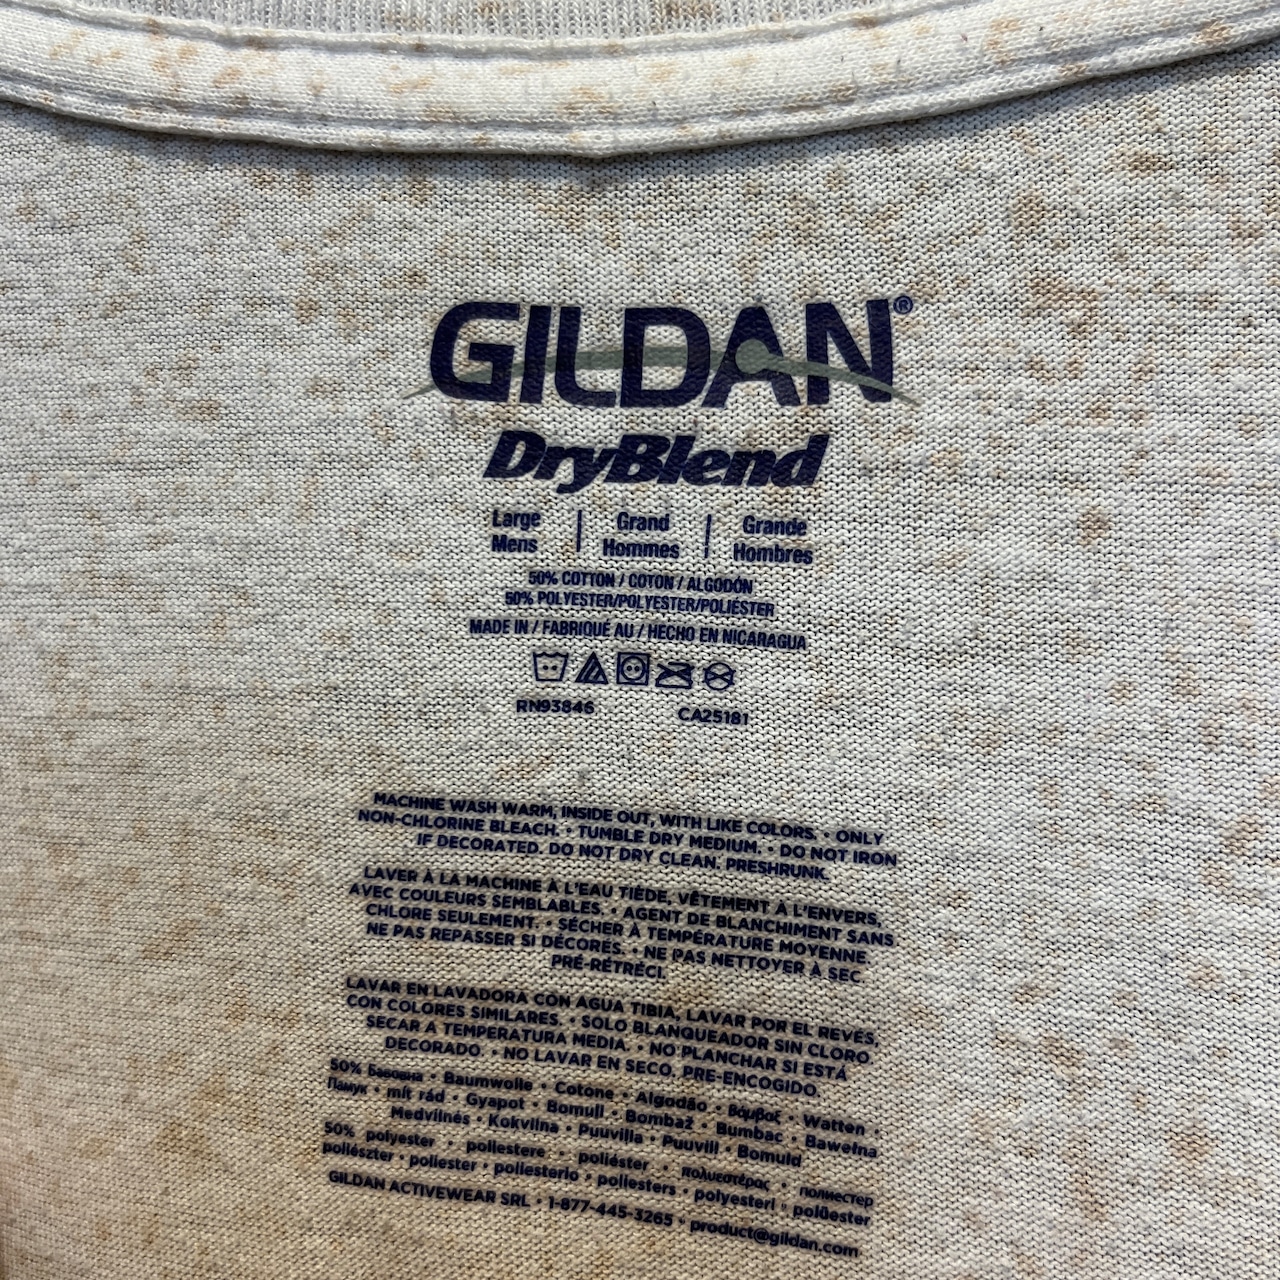 GILDAN®
DryBlend
Large | Grand | Grande
Mens | Hommes | Hombres
50% COTTON / COTON / ALGODÓN
50% POLYESTER/POLYESTER/POLIÉSTER
MADE IN / FABRIQUÉ AU / HECHO EN NICARAGUA
RN93846 CA25181
MACHINE WASH WARM, INSIDE OUT, WITH LIKE COLORS. • ONLY
NON-CHLORINE BLEACH. • TUMBLE DRY MEDIUM. • DO NOT IRON
IF DECORATED. DO NOT DRY CLEAN. PRESHRUNK.
LAVER À LA MACHINE À L'EAU TIÈDE, VÊTEMENT À L'ENVERS,
AVEC COULEURS SEMBLABLES. • AGENT DE BLANCHIMENT SANS
CHLORE SEULEMENT. • SÉCHER À TEMPÉRATURE MOYENNE.
NE PAS REPASSER SI DÉCORÉS. • NE PAS NETTOYER À SEC.
PRÉ-RÉTRÉCI.
LAVAR EN LAVADORA CON AGUA TIBIA, LAVAR POR EL REVÉS,
CON COLORES SIMILARES. • SOLO BLANQUEADOR SIN CLORO.
SECAR A TEMPERATURA MEDIA. • NO PLANCHAR SI ESTÁ
DECORADO. • NO LAVAR EN SECO. PRE-ENCOGIDO.
50% Бавовна • Baumwolle • Cotone • Algodão • Βάμβαξ • Watten •
Памук • mit rád • Gyapot • Bomull • Bombaž • Bumbac • Bawełna
Medvilnės • Kokvilna • Puuvilla • Puuvill • Bomuld
50% polyester • poliestere • poliéster • πολυεστέρας • полиестер
poliészter • poliester • poliesterio • poliesters • polyesteri • polüester
GILDAN ACTIVEWEAR SRL • 1-877-445-3265 • product@gildan.com